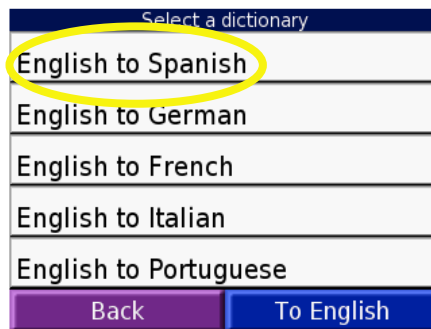 Select a dictionary
English to Spanish
English to German
English to French
English to Italian
English to Portuguese
Back
To English